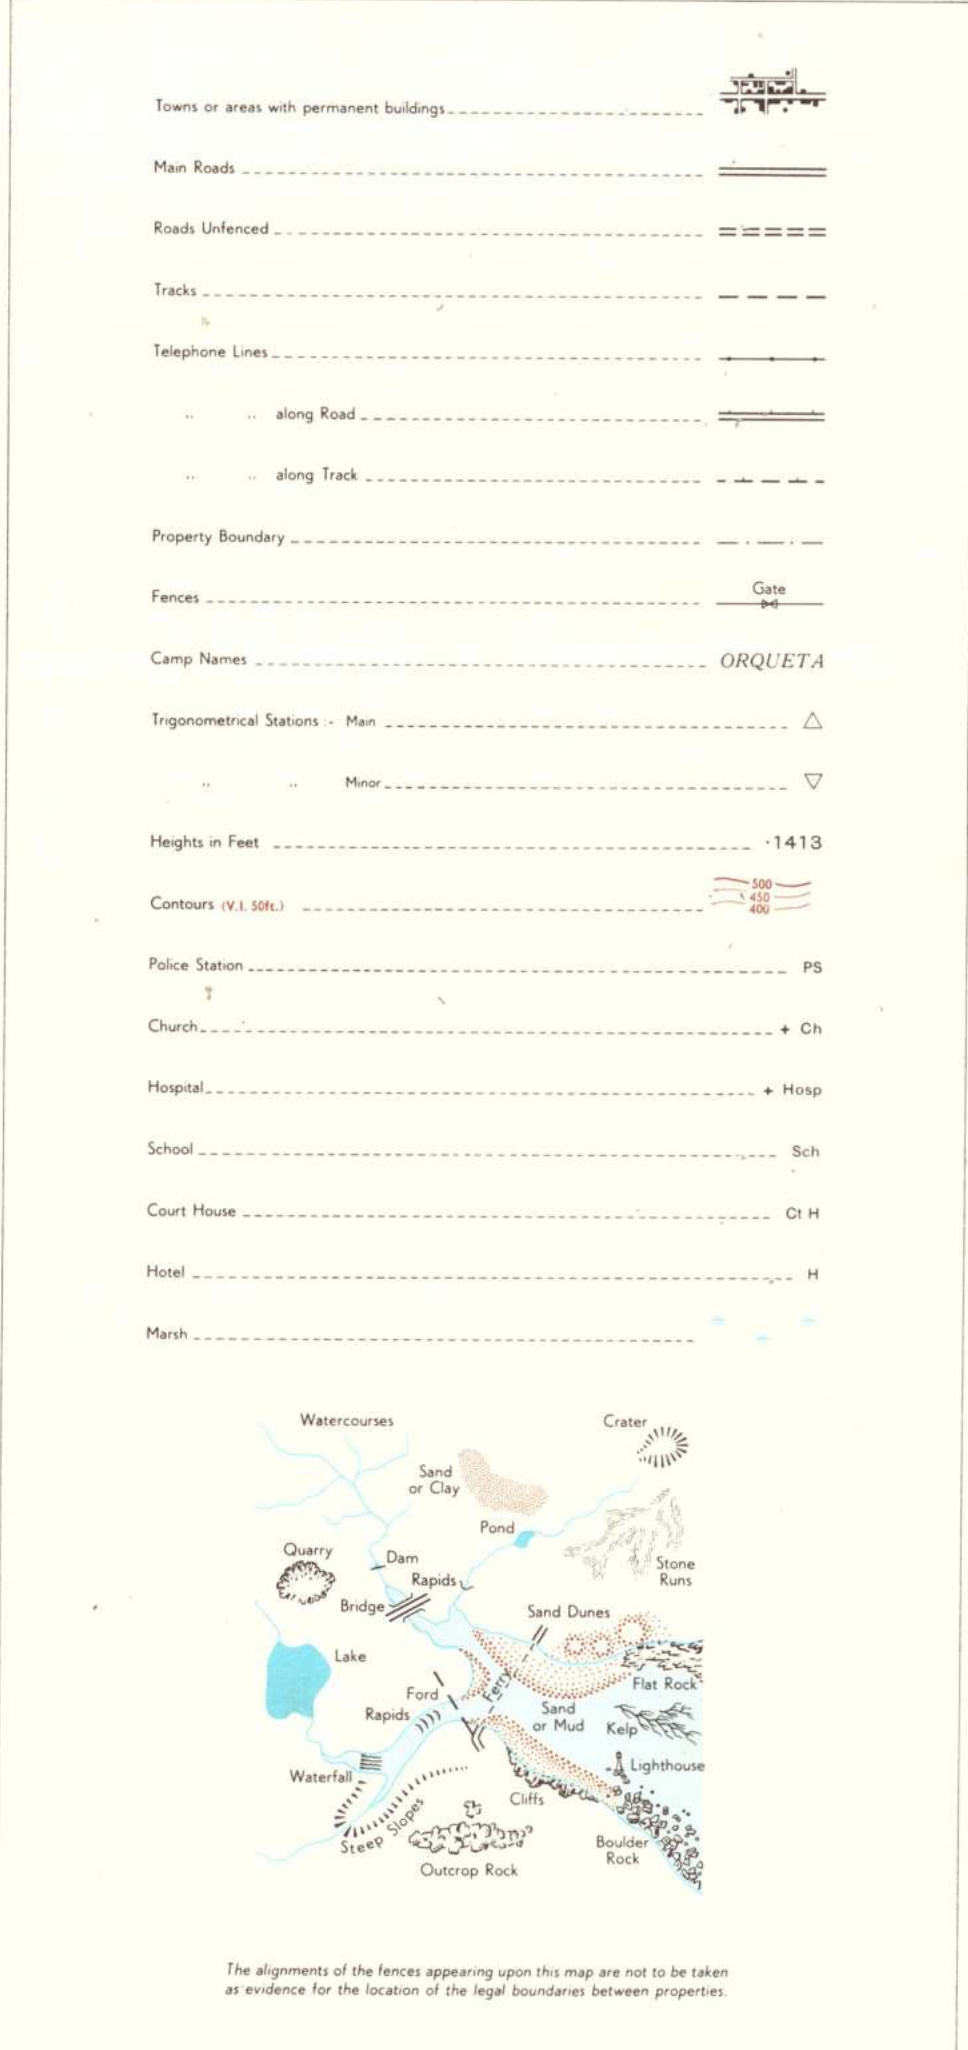 Towns or areas with permanent buildings
Main Roads
Roads Unfenced
Tracks
Telephone Lines
,, ,, along Road
,, ,, along Track
Property Boundary
Gate
Fences
Camp Names ORQUETA
Trigonometrical Stations :- Main
,, ,, Minor
Heights in Feet ·1413
500
Contours (V.I. 50ft.) 450
400
Police Station PS
Church + Ch
Hospital + Hosp
School Sch
Court House Ct H
Hotel H
Marsh
Watercourses
Crater
Sand
or Clay
Pond
Quarry
Dam
Stone
Runs
Rapids
Bridge
Sand Dunes
Lake
Flat Rock
Ferry
Ford
Sand
or Mud
Rapids
Kelp
Lighthouse
Waterfall
Cliffs
Steep Slopes
Boulder
Rock
Outcrop Rock
The alignments of the fences appearing upon this map are not to be taken
as evidence for the location of the legal boundaries between properties.